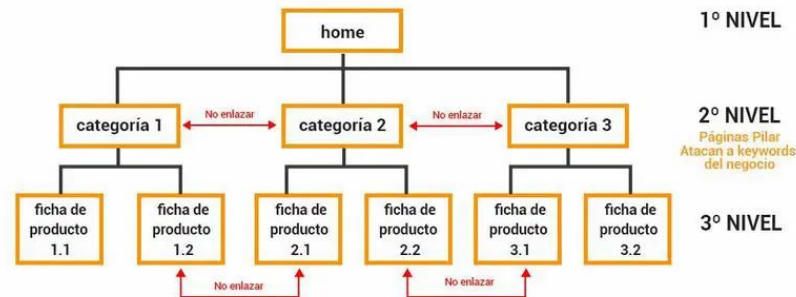 home
1º NIVEL
categoría 1
No enlazar
categoría 2
No enlazar
categoría 3
2º NIVEL
Páginas Pilar
Atacan a keywords
del negocio
ficha de
producto
1.1
ficha de
producto
1.2
ficha de
producto
2.1
ficha de
producto
2.2
ficha de
producto
3.1
ficha de
producto
3.2
3º NIVEL
No enlazar
No enlazar